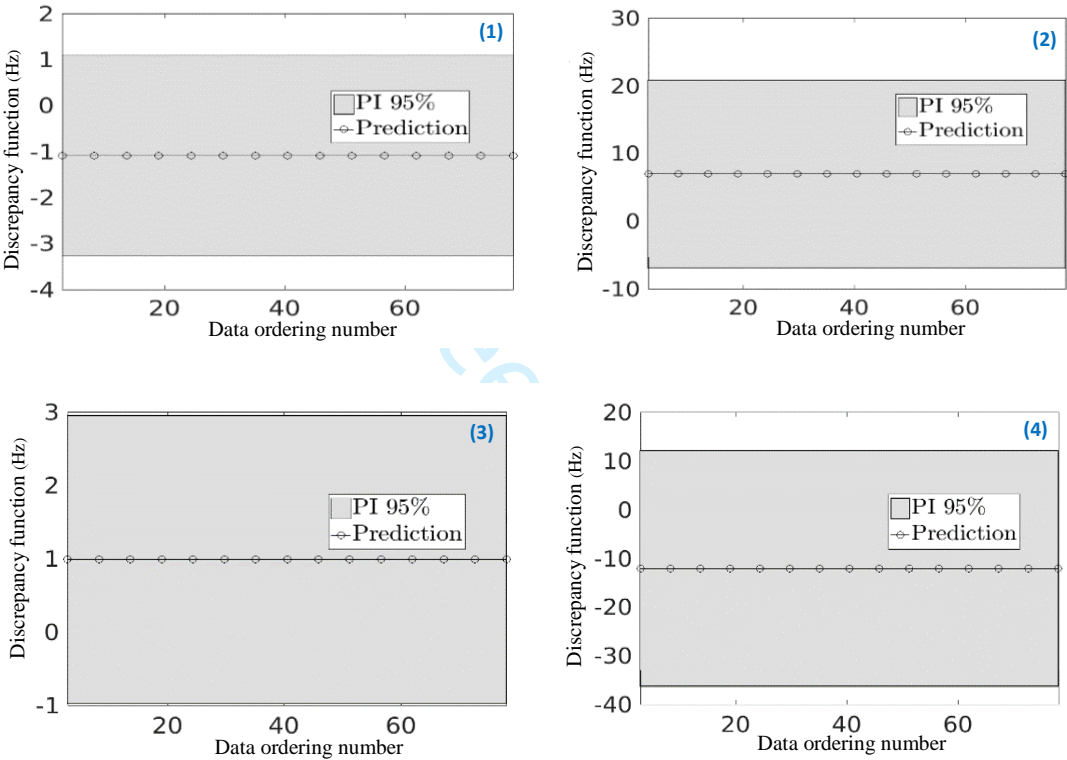 (1)
Discrepancy function (Hz)
2
1
0
-1
-2
-3
-4
PI 95%
Prediction
20
40
60
Data ordering number
(2)
Discrepancy function (Hz)
30
20
10
0
-10
PI 95%
Prediction
20
40
60
Data ordering number
(3)
Discrepancy function (Hz)
3
2
1
0
-1
PI 95%
Prediction
20
40
60
Data ordering number
(4)
Discrepancy function (Hz)
20
10
0
-10
-20
-30
-40
PI 95%
Prediction
20
40
60
Data ordering number